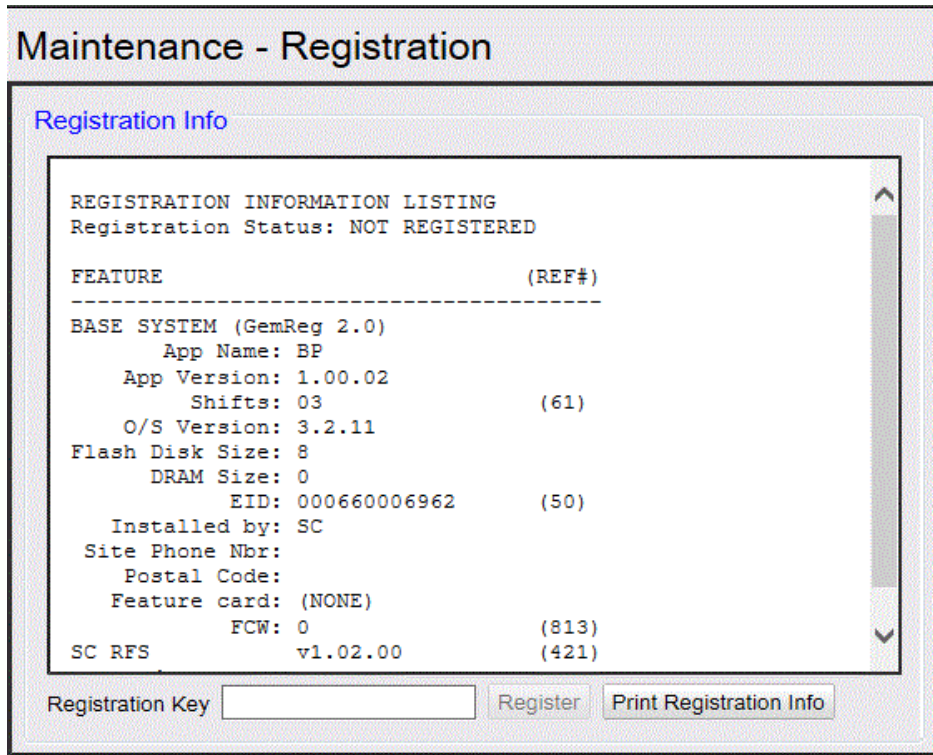 Maintenance - Registration
Registration Info
REGISTRATION INFORMATION LISTING
Registration Status: NOT REGISTERED
FEATURE (REF#)
----------------------------------------
BASE SYSTEM (GemReg 2.0)
App Name: BP
App Version: 1.00.02
Shifts: 03 (61)
O/S Version: 3.2.11
Flash Disk Size: 8
DRAM Size: 0
EID: 000660006962 (50)
Installed by: SC
Site Phone Nbr:
Postal Code:
Feature card: (NONE)
FCW: 0 (813)
SC RFS v1.02.00 (421)
Registration Key Register Print Registration Info